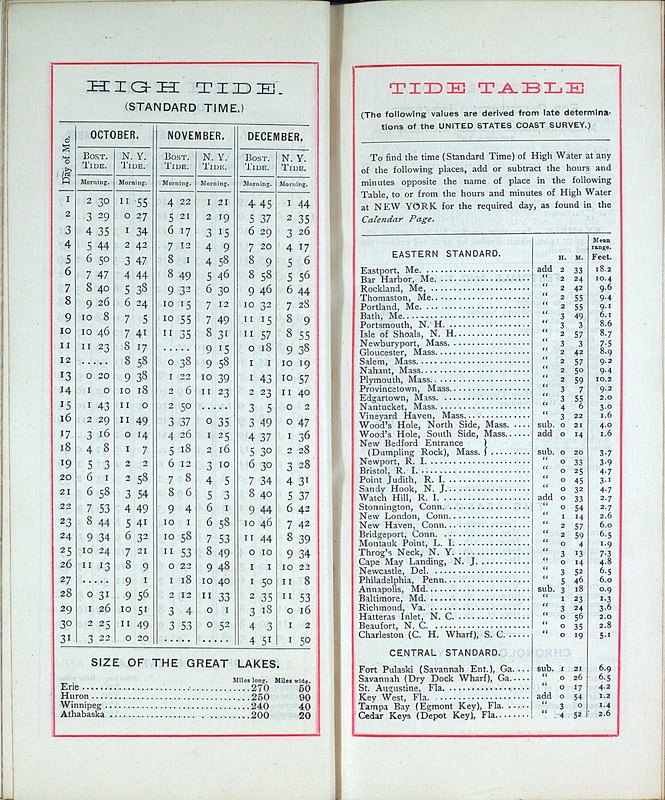 HIGH TIDE.
(STANDARD TIME.)
Day of Mo. OCTOBER. NOVEMBER. DECEMBER,
BOST. TIDE. N. Y. TIDE. BOST. TIDE. N. Y. TIDE. BOST. TIDE. N. Y. TIDE.
Morning. Morning. Morning. Morning. Morning. Morning.
1 2 30 11 55 4 22 1 21 4 45 1 44
2 3 29 0 27 5 21 2 19 5 37 2 35
3 4 35 1 34 6 17 3 15 6 29 3 26
4 5 44 2 42 7 12 4 9 7 20 4 17
5 6 50 3 47 8 1 4 58 8 9 5 6
6 7 47 4 44 8 49 5 46 8 58 5 56
7 8 40 5 38 9 32 6 30 9 46 6 44
8 9 26 6 24 10 15 7 12 10 32 7 28
9 10 8 7 5 10 55 7 49 11 15 8 9
10 10 46 7 41 11 35 8 31 11 57 8 55
11 11 23 8 17 ..... 9 15 0 18 9 38
12 ..... 8 58 0 38 9 58 1 1 10 19
13 0 20 9 38 1 22 10 39 1 43 10 57
14 1 0 10 18 2 6 11 23 2 23 11 40
15 1 43 11 0 2 50 ..... 3 5 0 2
16 2 29 11 49 3 37 0 35 3 49 0 47
17 3 16 0 14 4 26 1 25 4 37 1 36
18 4 8 1 7 5 18 2 16 5 30 2 28
19 5 3 2 2 6 12 3 10 6 30 3 28
20 6 1 2 58 7 8 4 5 7 34 4 31
21 6 58 3 54 8 6 5 3 8 40 5 37
22 7 53 4 49 9 4 6 1 9 44 6 42
23 8 44 5 41 10 1 6 58 10 46 7 42
24 9 34 6 32 10 58 7 53 11 44 8 39
25 10 24 7 21 11 53 8 49 0 10 9 34
26 11 13 8 9 0 22 9 48 1 1 10 22
27 ..... 9 1 1 18 10 40 1 50 11 8
28 0 31 9 56 2 12 11 33 2 35 11 53
29 1 26 10 51 3 4 0 1 3 18 0 16
30 2 25 11 49 3 53 0 52 4 3 1 2
31 3 22 0 20 ..... ..... 4 51 1 50
SIZE OF THE GREAT LAKES.
Miles long. Miles wide.
Erie 270 50
Huron 250 90
Winnipeg 240 40
Athabaska 200 20
TIDE TABLE
(The following values are derived from late determina-
tions of the UNITED STATES COAST SURVEY.)
To find the time (Standard Time) of High Water at any
of the following places, add or subtract the hours and
minutes opposite the name of place in the following
Table, to or from the hours and minutes of High Water
at NEW YORK for the required day, as found in the
Calendar Page.
EASTERN STANDARD. H. M. Mean range. Feet.
Eastport, Me. add 2 33 18.2
Bar Harbor, Me. " 2 24 10.4
Rockland, Me. " 2 42 9.6
Thomaston, Me. " 2 55 9.4
Portland, Me. " 2 55 9.1
Bath, Me. " 3 49 6.1
Portsmouth, N. H. " 3 3 8.6
Isle of Shoals, N. H. " 2 57 8.7
Newburyport, Mass. " 3 3 7.5
Gloucester, Mass. " 2 42 8.9
Salem, Mass. " 2 57 9.2
Nahant, Mass. " 2 50 9.4
Plymouth, Mass. " 2 59 10.2
Provincetown, Mass. " 3 7 9.2
Edgartown, Mass. " 3 55 2.0
Nantucket, Mass. " 4 6 3.0
Vineyard Haven, Mass. " 3 22 1.6
Wood's Hole, North Side, Mass. sub. 0 21 4.0
Wood's Hole, South Side, Mass. add 0 14 1.6
New Bedford Entrance
(Dumpling Rock), Mass. sub. 0 20 3.7
Newport, R. I. " 0 33 3.9
Bristol, R. I. " 0 25 4.7
Point Judith, R. I. " 0 45 3.1
Sandy Hook, N. J. " 0 32 4.7
Watch Hill, R. I. add 0 33 2.7
Stonnington, Conn. " 0 54 2.7
New London, Conn. " 1 14 2.6
New Haven, Conn. " 2 57 6.0
Bridgeport, Conn. " 2 59 6.5
Montauk Point, L. I. " 0 4 1.9
Throg's Neck, N. Y. " 3 13 7.3
Cape May Landing, N. J. " 0 14 4.8
Newcastle, Del. " 3 52 6.5
Philadelphia, Penn. " 5 46 6.0
Annapolis, Md. sub. 3 18 0.9
Baltimore, Md. " 1 23 1.3
Richmond, Va. " 3 24 3.6
Hatteras Inlet, N. C. " 0 56 2.0
Beaufort, N. C. " 0 35 2.8
Charleston (C. H. Wharf), S. C. " 0 19 5.1
CENTRAL STANDARD.
Fort Pulaski (Savannah Ent.), Ga. sub. 1 21 6.9
Savannah (Dry Dock Wharf), Ga. " 0 26 6.5
St. Augustine, Fla. " 0 17 4.2
Key West, Fla. add 0 54 1.2
Tampa Bay (Egmont Key), Fla. " 3 0 1.4
Cedar Keys (Depot Key), Fla. " 4 52 2.6